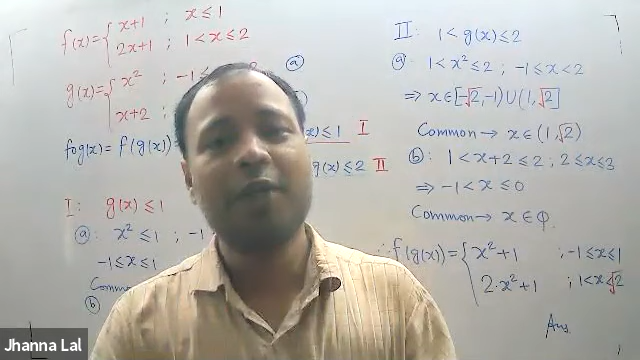 f(x)={ x+1 ; x≤1
2x+1 ; 1<x≤2
g(x)={ x² ; -1≤
x+2 ;
fog(x)= f(g(x))=
x)≤1 I
g(x)≤2 II
I: g(x)≤1
ⓐ: x²≤1 ; -1
-1≤x≤1
Commo
ⓑ
ⓐ
II: 1<g(x)≤2
ⓐ: 1<x²≤2 ; -1≤x<2
⇒ x∈[-√2,-1)∪(1,√2]
Common→ x∈(1,√2)
ⓑ: 1<x+2≤2 ; 2≤x≤3
⇒ -1<x≤0
Common→ x∈φ.
∴ f(g(x))={ x²+1 ; -1≤x≤1
2·x²+1 ; 1<x≤√2
Ans
Jhanna Lal